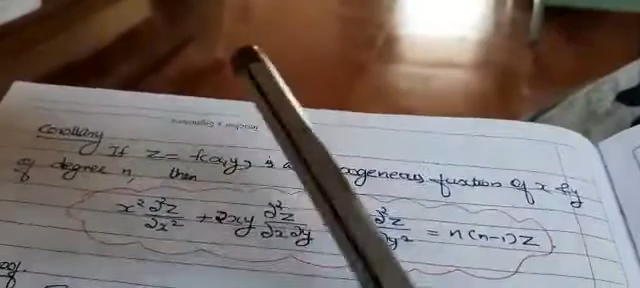 Corollary If z = f(x,y) is a homogeneous function of x & y
of degree n, then
x² ∂²z/∂x² + 2xy ∂²z/∂x∂y ∂²z/∂y² = n(n-1)z